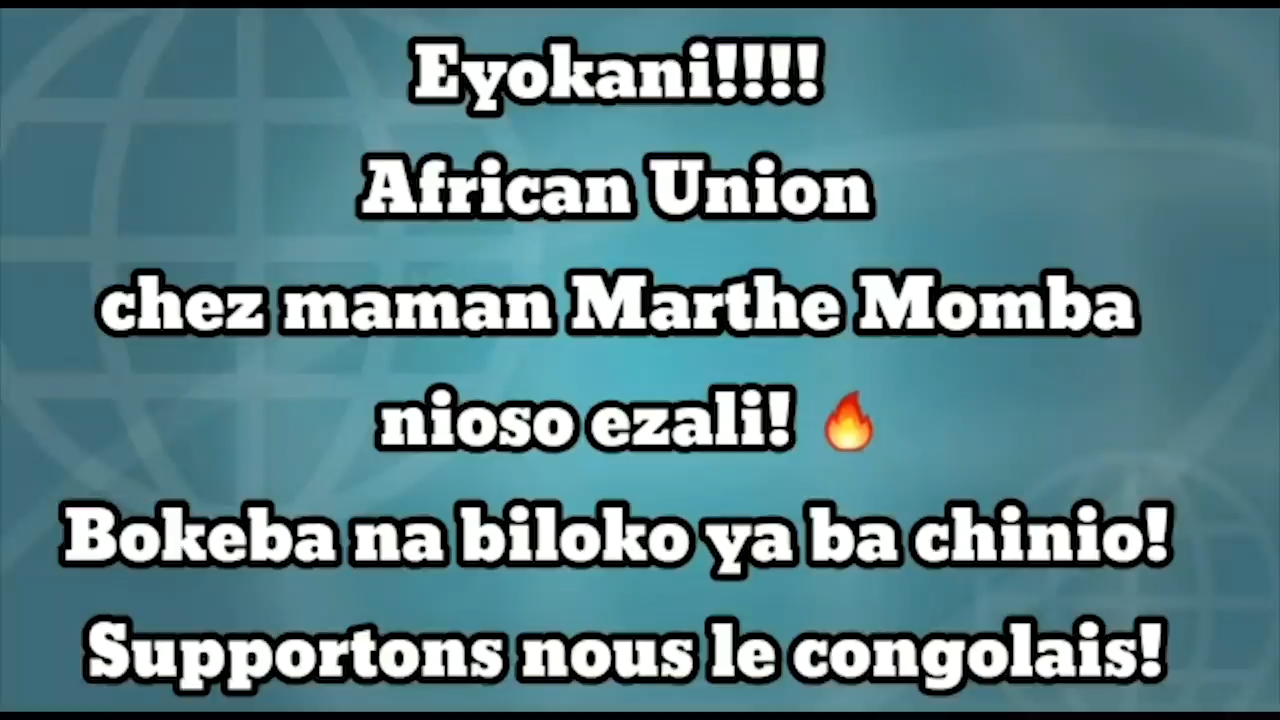 Eyokani!!!!
African Union
chez maman Marthe Momba
nioso ezali! 🔥
Bokeba na biloko ya ba chinio!
Supportons nous le congolais!